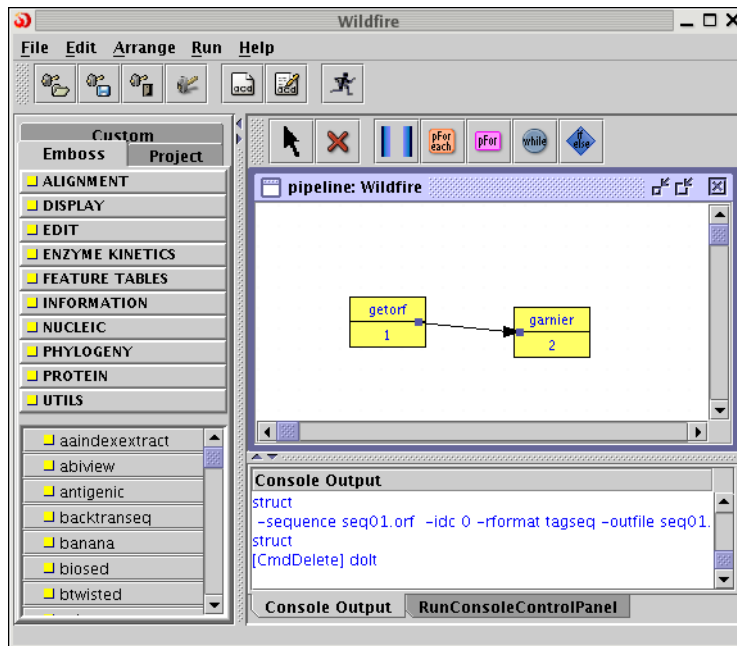 Wildfire
File Edit Arrange Run Help
acd acd
Custom
Emboss Project
ALIGNMENT
DISPLAY
EDIT
ENZYME KINETICS
FEATURE TABLES
INFORMATION
NUCLEIC
PHYLOGENY
PROTEIN
UTILS
aaindexextract
abiview
antigenic
backtranseq
banana
biosed
btwisted
pFor
each
pFor
while
if
else
pipeline: Wildfire
getorf
1
garnier
2
Console Output
struct
-sequence seq01.orf -idc 0 -rformat tagseq -outfile seq01.
struct
[CmdDelete] doIt
Console Output RunConsoleControlPanel